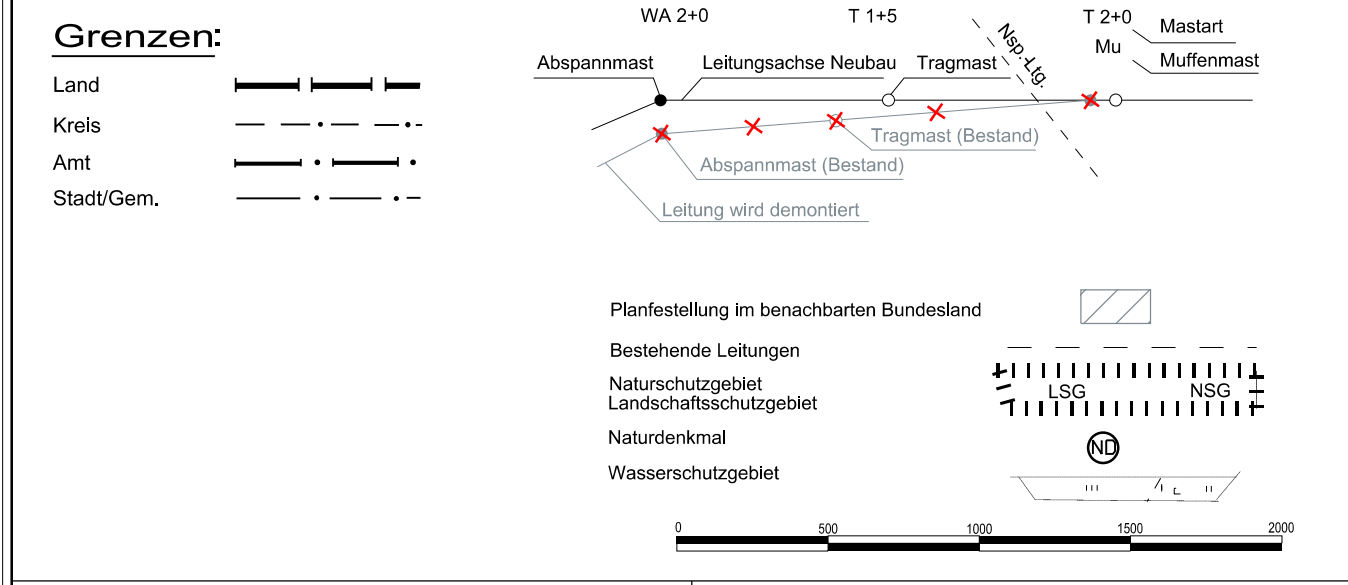 Grenzen:
Land
Kreis
Amt
Stadt/Gem.
WA 2+0 T 1+5 T 2+0
Mastart
Mu
Muffenmast
Nsp.-Ltg.
Abspannmast Leitungsachse Neubau Tragmast
Tragmast (Bestand)
Abspannmast (Bestand)
Leitung wird demontiert
Planfestellung im benachbarten Bundesland
Bestehende Leitungen
Naturschutzgebiet
Landschaftsschutzgebiet
LSG NSG
Naturdenkmal
ND
Wasserschutzgebiet
0 500 1000 1500 2000